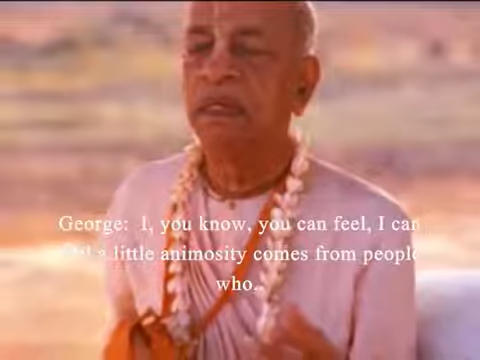 George: I, you know, you can feel, I can
a little animosity comes from people
who..